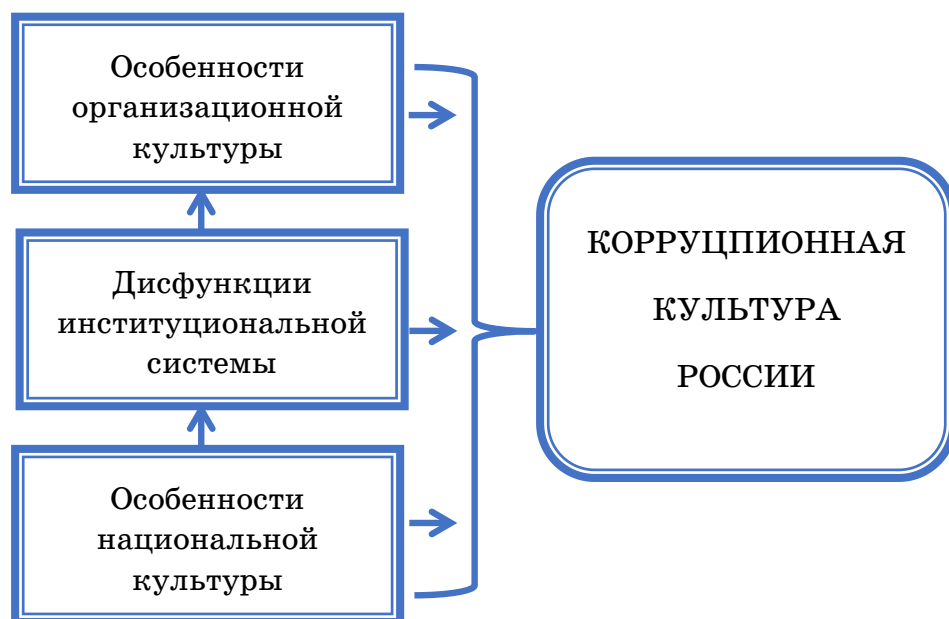 Особенности
организационной
культуры
Дисфункции
институциональной
системы
Особенности
национальной
культуры
КОРРУЦПИОННАЯ
КУЛЬТУРА
РОССИИ